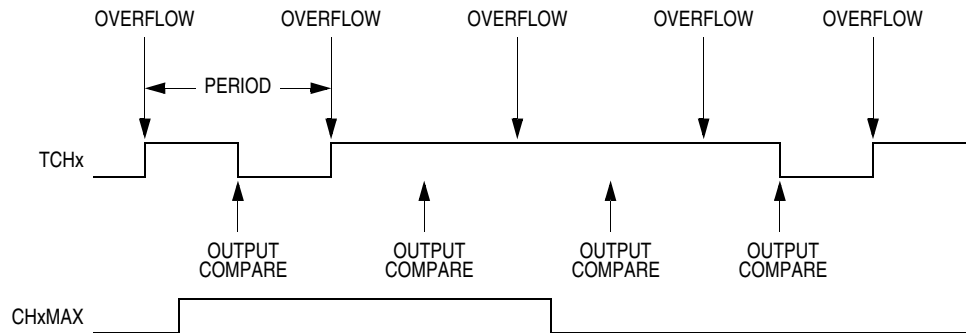 OVERFLOW OVERFLOW OVERFLOW OVERFLOW OVERFLOW
PERIOD
TCHx
OUTPUT COMPARE
OUTPUT COMPARE
OUTPUT COMPARE
OUTPUT COMPARE
CHxMAX